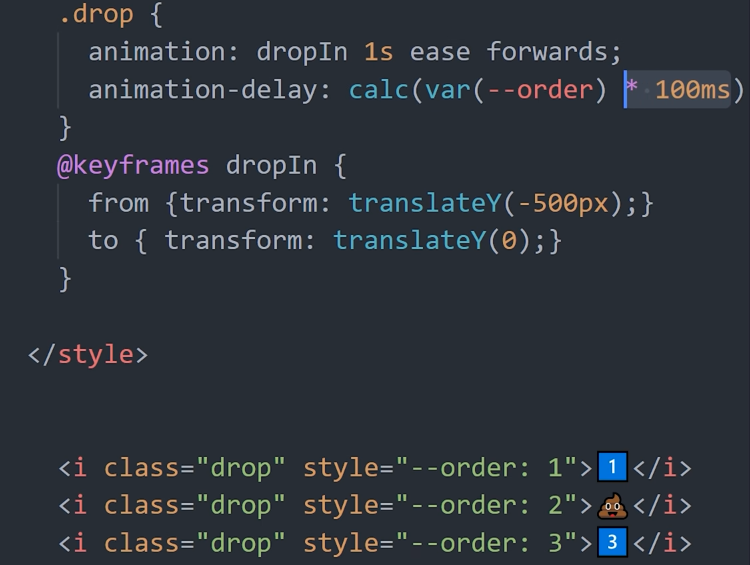 .drop {
animation: dropIn 1s ease forwards;
animation-delay: calc(var(--order) * 100ms)
}
@keyframes dropIn {
from {transform: translateY(-500px);}
to { transform: translateY(0);}
}
</style>
<i class="drop" style="--order: 1">1️⃣</i>
<i class="drop" style="--order: 2">💩</i>
<i class="drop" style="--order: 3">3️⃣</i>